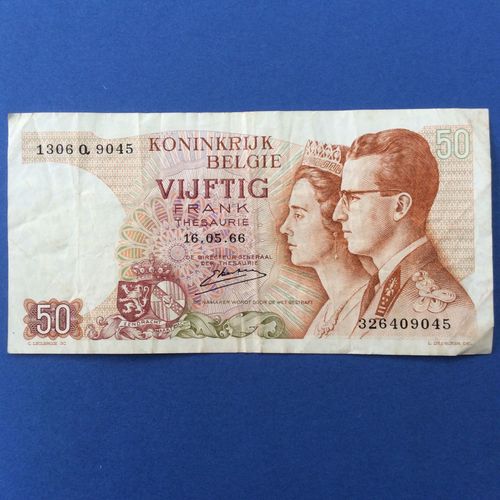 1306 Q 9045
KONINKRIJK
BELGIE
50
VIJFTIG
FRANK
THESAURIE
16.05.66
DE DIRECTEUR GENERAAL
DER THESAURIE
DE NAMAKER WORDT DOOR DE WET GESTRAFT
50
EENDRACHT
326409045